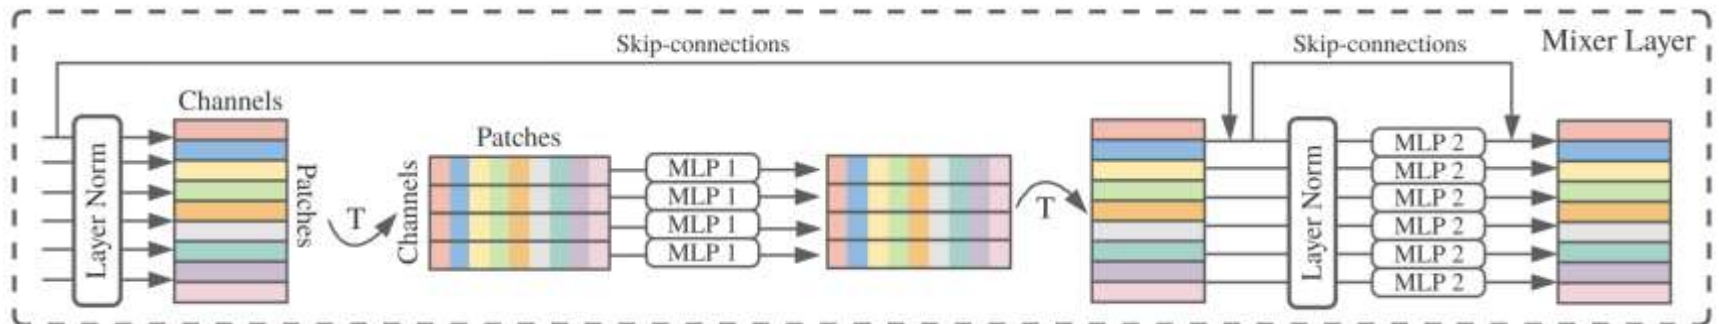 Skip-connections
Skip-connections
Mixer Layer
Layer Norm
Channels
Patches
T
Patches
Channels
MLP 1
MLP 1
MLP 1
MLP 1
T
Layer Norm
MLP 2
MLP 2
MLP 2
MLP 2
MLP 2
MLP 2